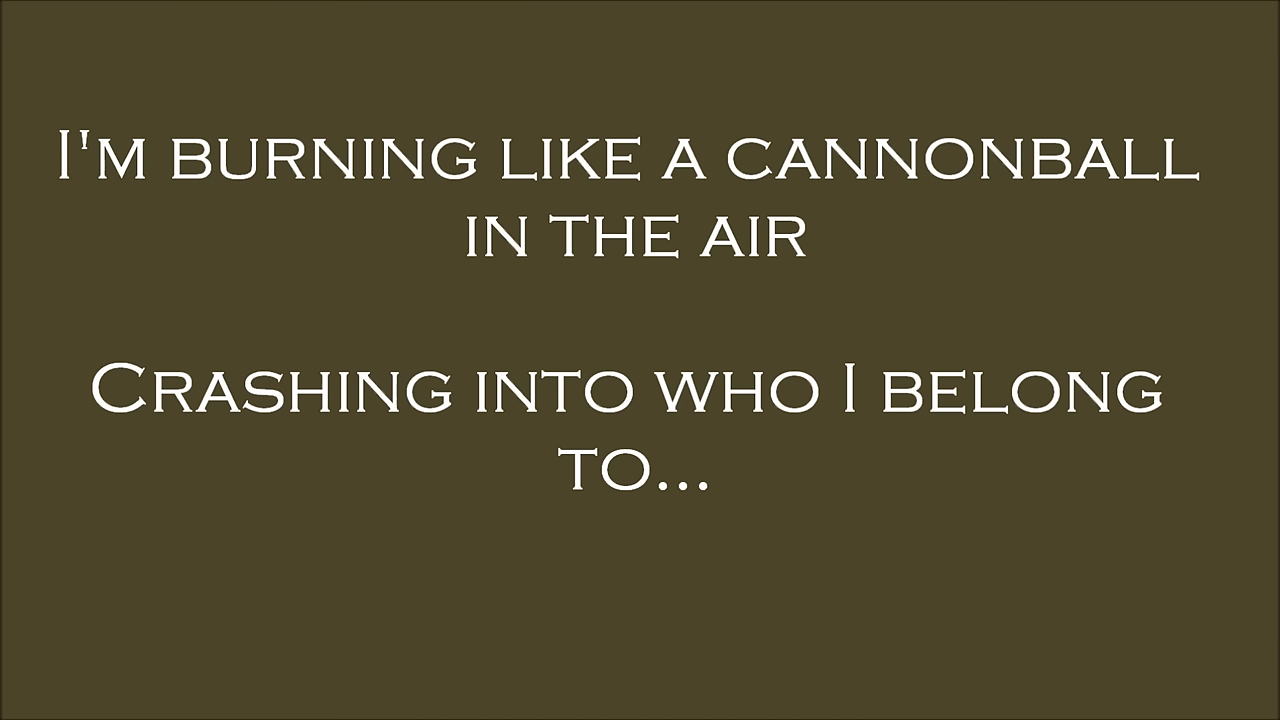 I'm burning like a cannonball
in the air
Crashing into who I belong
to...